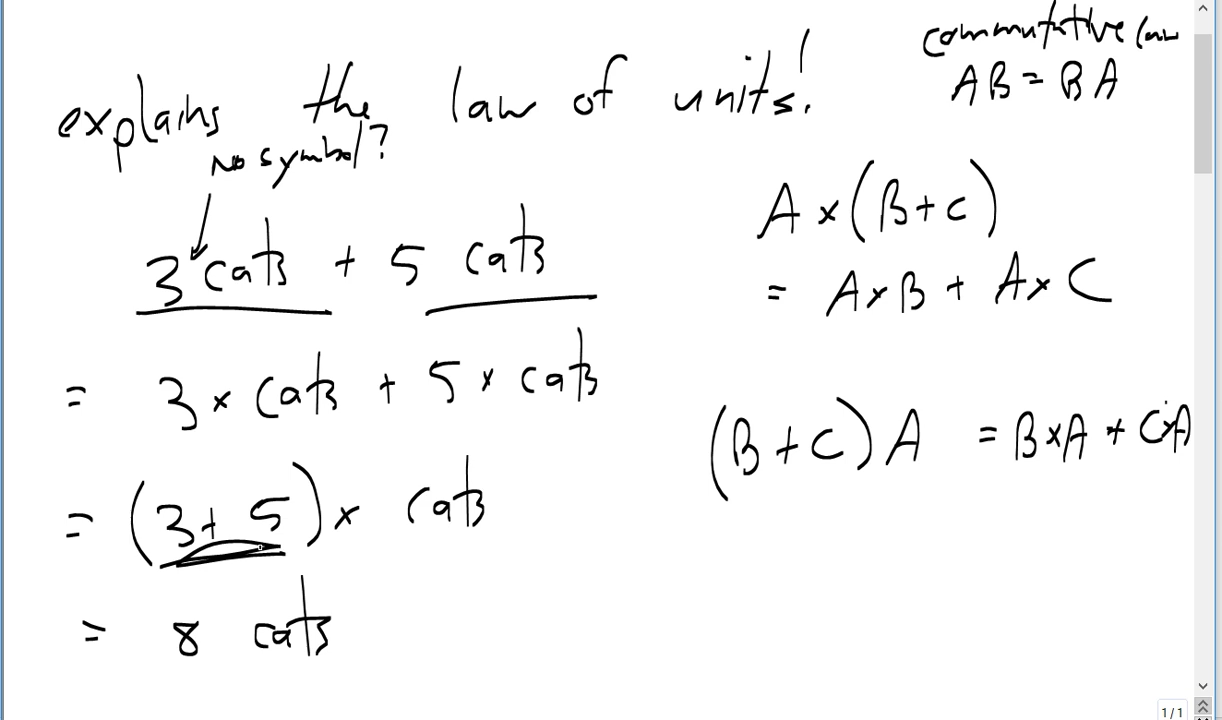 explains the law of units!
No symbol?
3 cats + 5 cats
= 3 × cats + 5 × cats
= (3 + 5) × cats
= 8 cats
commutative law
AB = BA
A × (B + C)
= A × B + A × C
(B + C) A = B × A + C × A
1/1